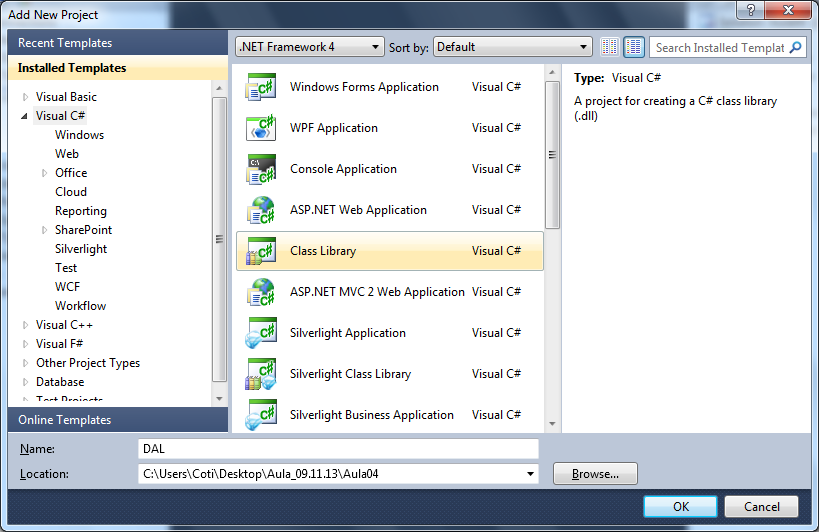 Add New Project
Recent Templates
.NET Framework 4
Sort by:
Default
Search Installed Templat
Installed Templates
Visual Basic
Visual C#
Windows
Web
Office
Cloud
Reporting
SharePoint
Silverlight
Test
WCF
Workflow
Visual C++
Visual F#
Other Project Types
Database
Test Projects
Online Templates
Windows Forms Application Visual C#
WPF Application Visual C#
Console Application Visual C#
ASP.NET Web Application Visual C#
Class Library Visual C#
ASP.NET MVC 2 Web Application Visual C#
Silverlight Application Visual C#
Silverlight Class Library Visual C#
Silverlight Business Application Visual C#
Type: Visual C#
A project for creating a C# class library
(.dll)
Name: DAL
Location: C:\Users\Coti\Desktop\Aula_09.11.13\Aula04
Browse...
OK Cancel